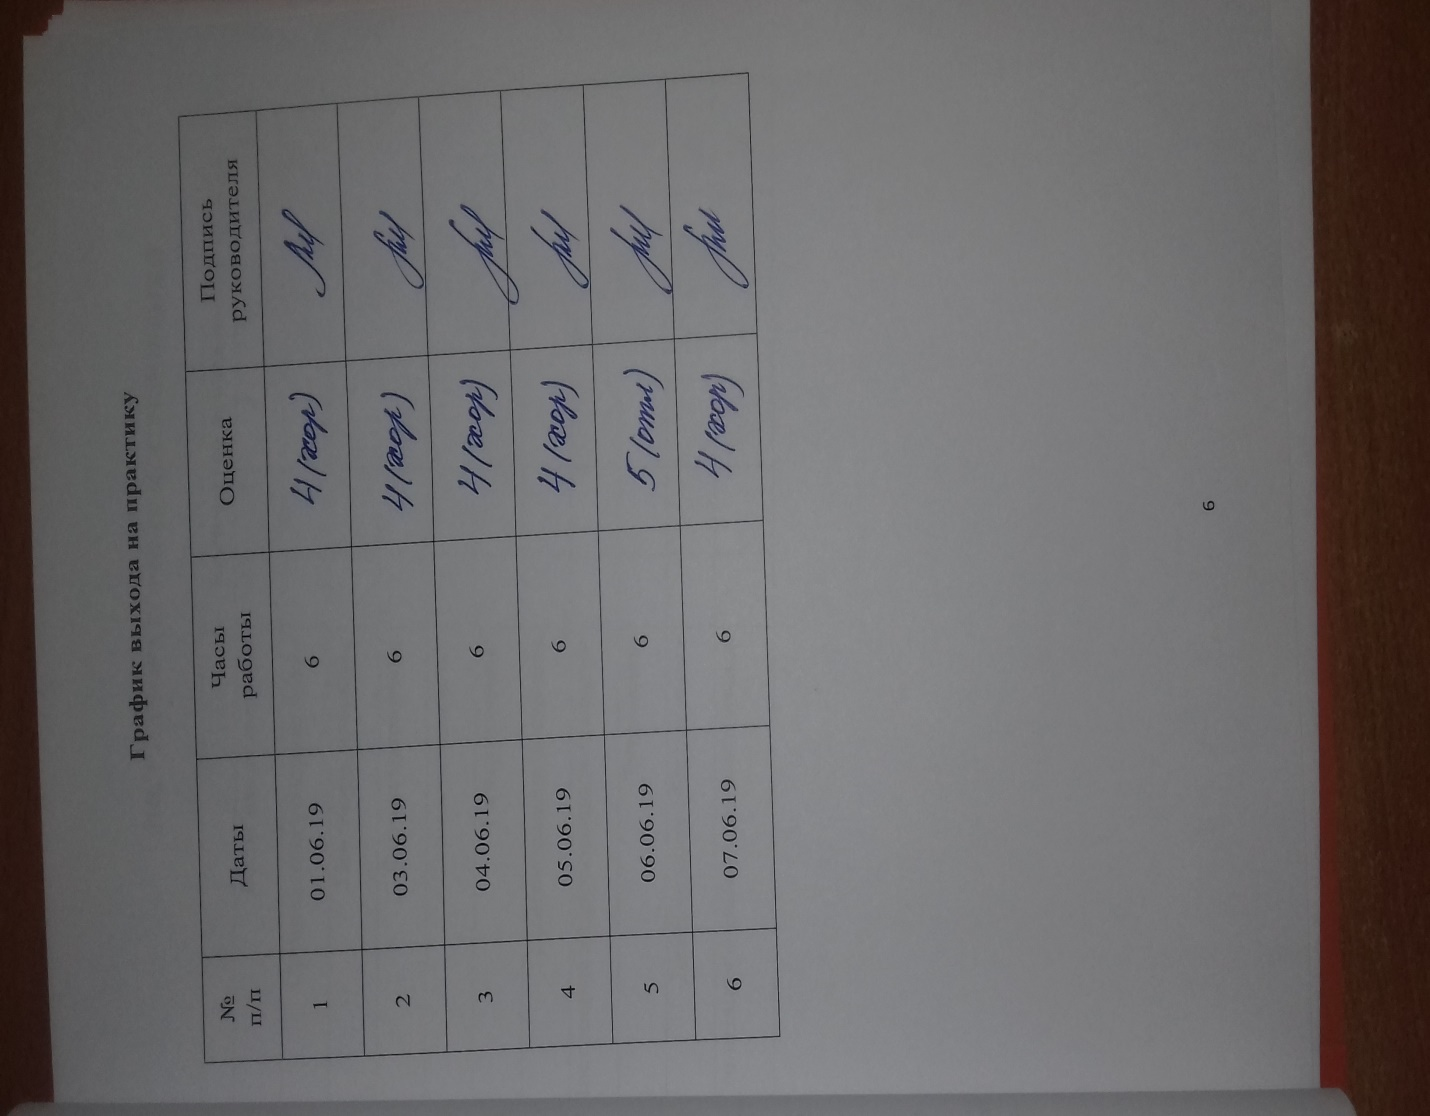 График выхода на практику
№ п/п Даты Часы работы Оценка Подпись руководителя
1 01.06.19 6 4 (хор)
2 03.06.19 6 4 (хор)
3 04.06.19 6 4 (хор)
4 05.06.19 6 4 (хор)
5 06.06.19 6 5 (отл)
6 07.06.19 6 4 (хор)
6